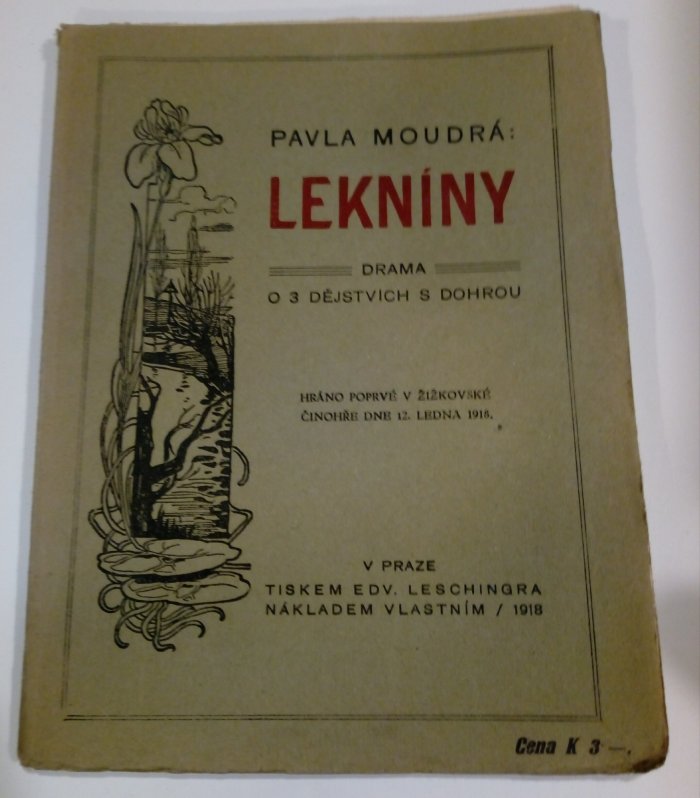 PAVLA MOUDRÁ:
LEKNÍNY
DRAMA
O 3 DĚJSTVÍCH S DOHROU
HRÁNO POPRVÉ V ŽIŽKOVSKÉ
ČINOHŘE DNE 12. LEDNA 1918.
V PRAZE
TISKEM EDV. LESCHINGRA
NÁKLADEM VLASTNÍM / 1918
Cena K 3 —.